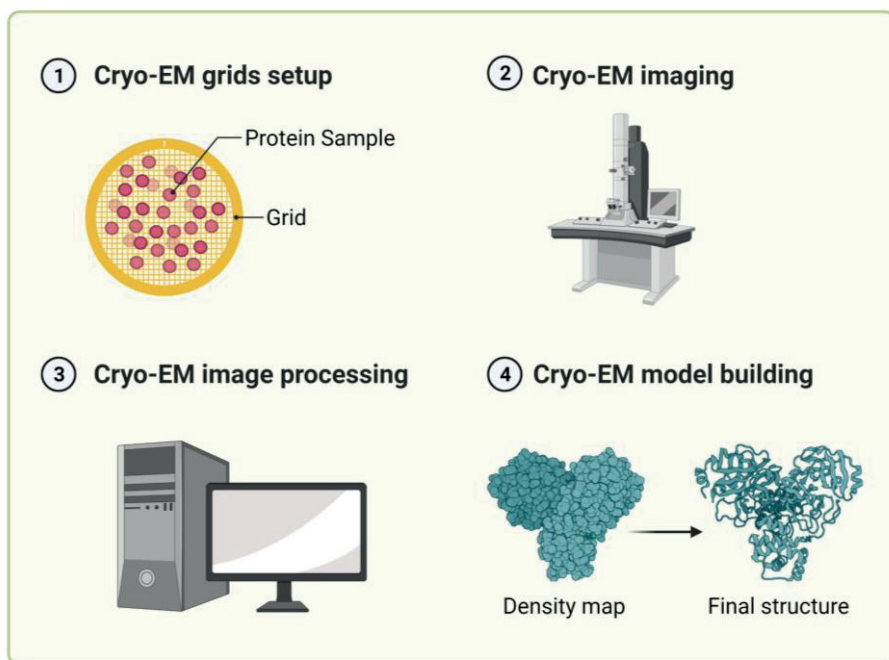 1 Cryo-EM grids setup
Protein Sample
Grid
2 Cryo-EM imaging
3 Cryo-EM image processing
4 Cryo-EM model building
Density map
Final structure